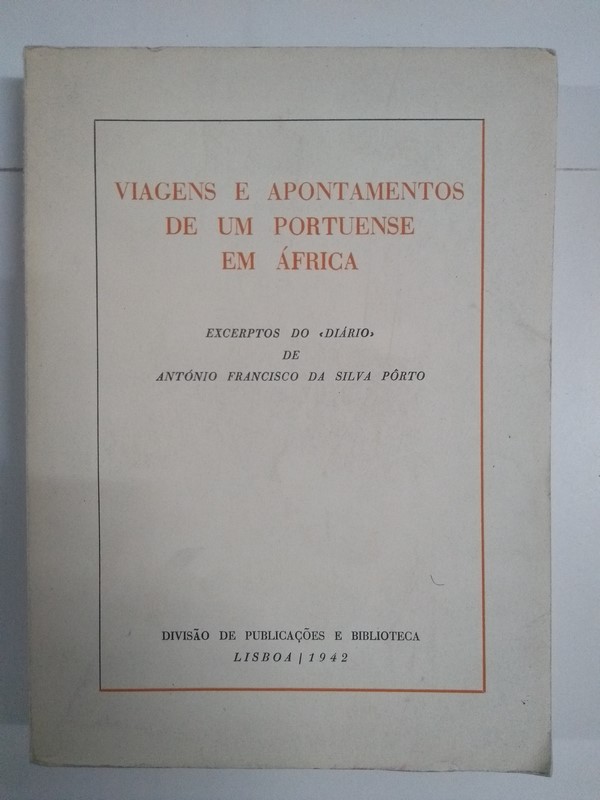 VIAGENS E APONTAMENTOS
DE UM PORTUENSE
EM ÁFRICA
EXCERPTOS DO ‹DIÁRIO›
DE
ANTÓNIO FRANCISCO DA SILVA PÔRTO
DIVISÃO DE PUBLICAÇÕES E BIBLIOTECA
LISBOA | 1942